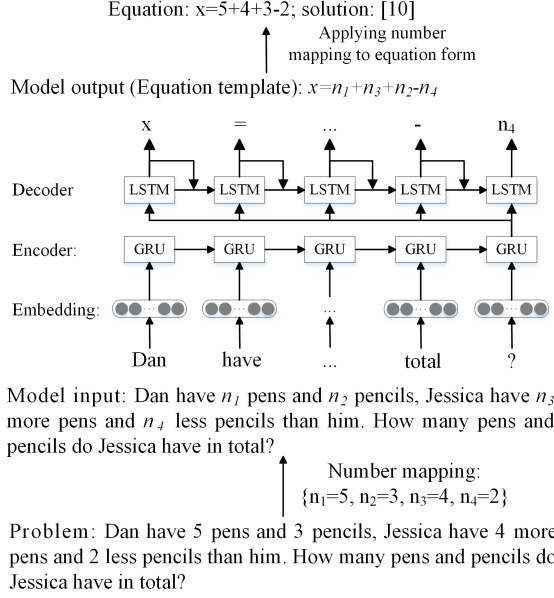 Equation: x=5+4+3-2; solution: [10]
Applying number
mapping to equation form
Model output (Equation template): x=n₁+n₃+n₂-n₄
x = ... - n₄
Decoder LSTM LSTM LSTM LSTM LSTM
Encoder: GRU GRU GRU GRU GRU
Embedding: ... ... ... ... ...
Dan have ... total ?
Model input: Dan have n₁ pens and n₂ pencils, Jessica have n₃
more pens and n₄ less pencils than him. How many pens and
pencils do Jessica have in total?
Number mapping:
{n₁=5, n₂=3, n₃=4, n₄=2}
Problem: Dan have 5 pens and 3 pencils, Jessica have 4 more
pens and 2 less pencils than him. How many pens and pencils do
Jessica have in total?